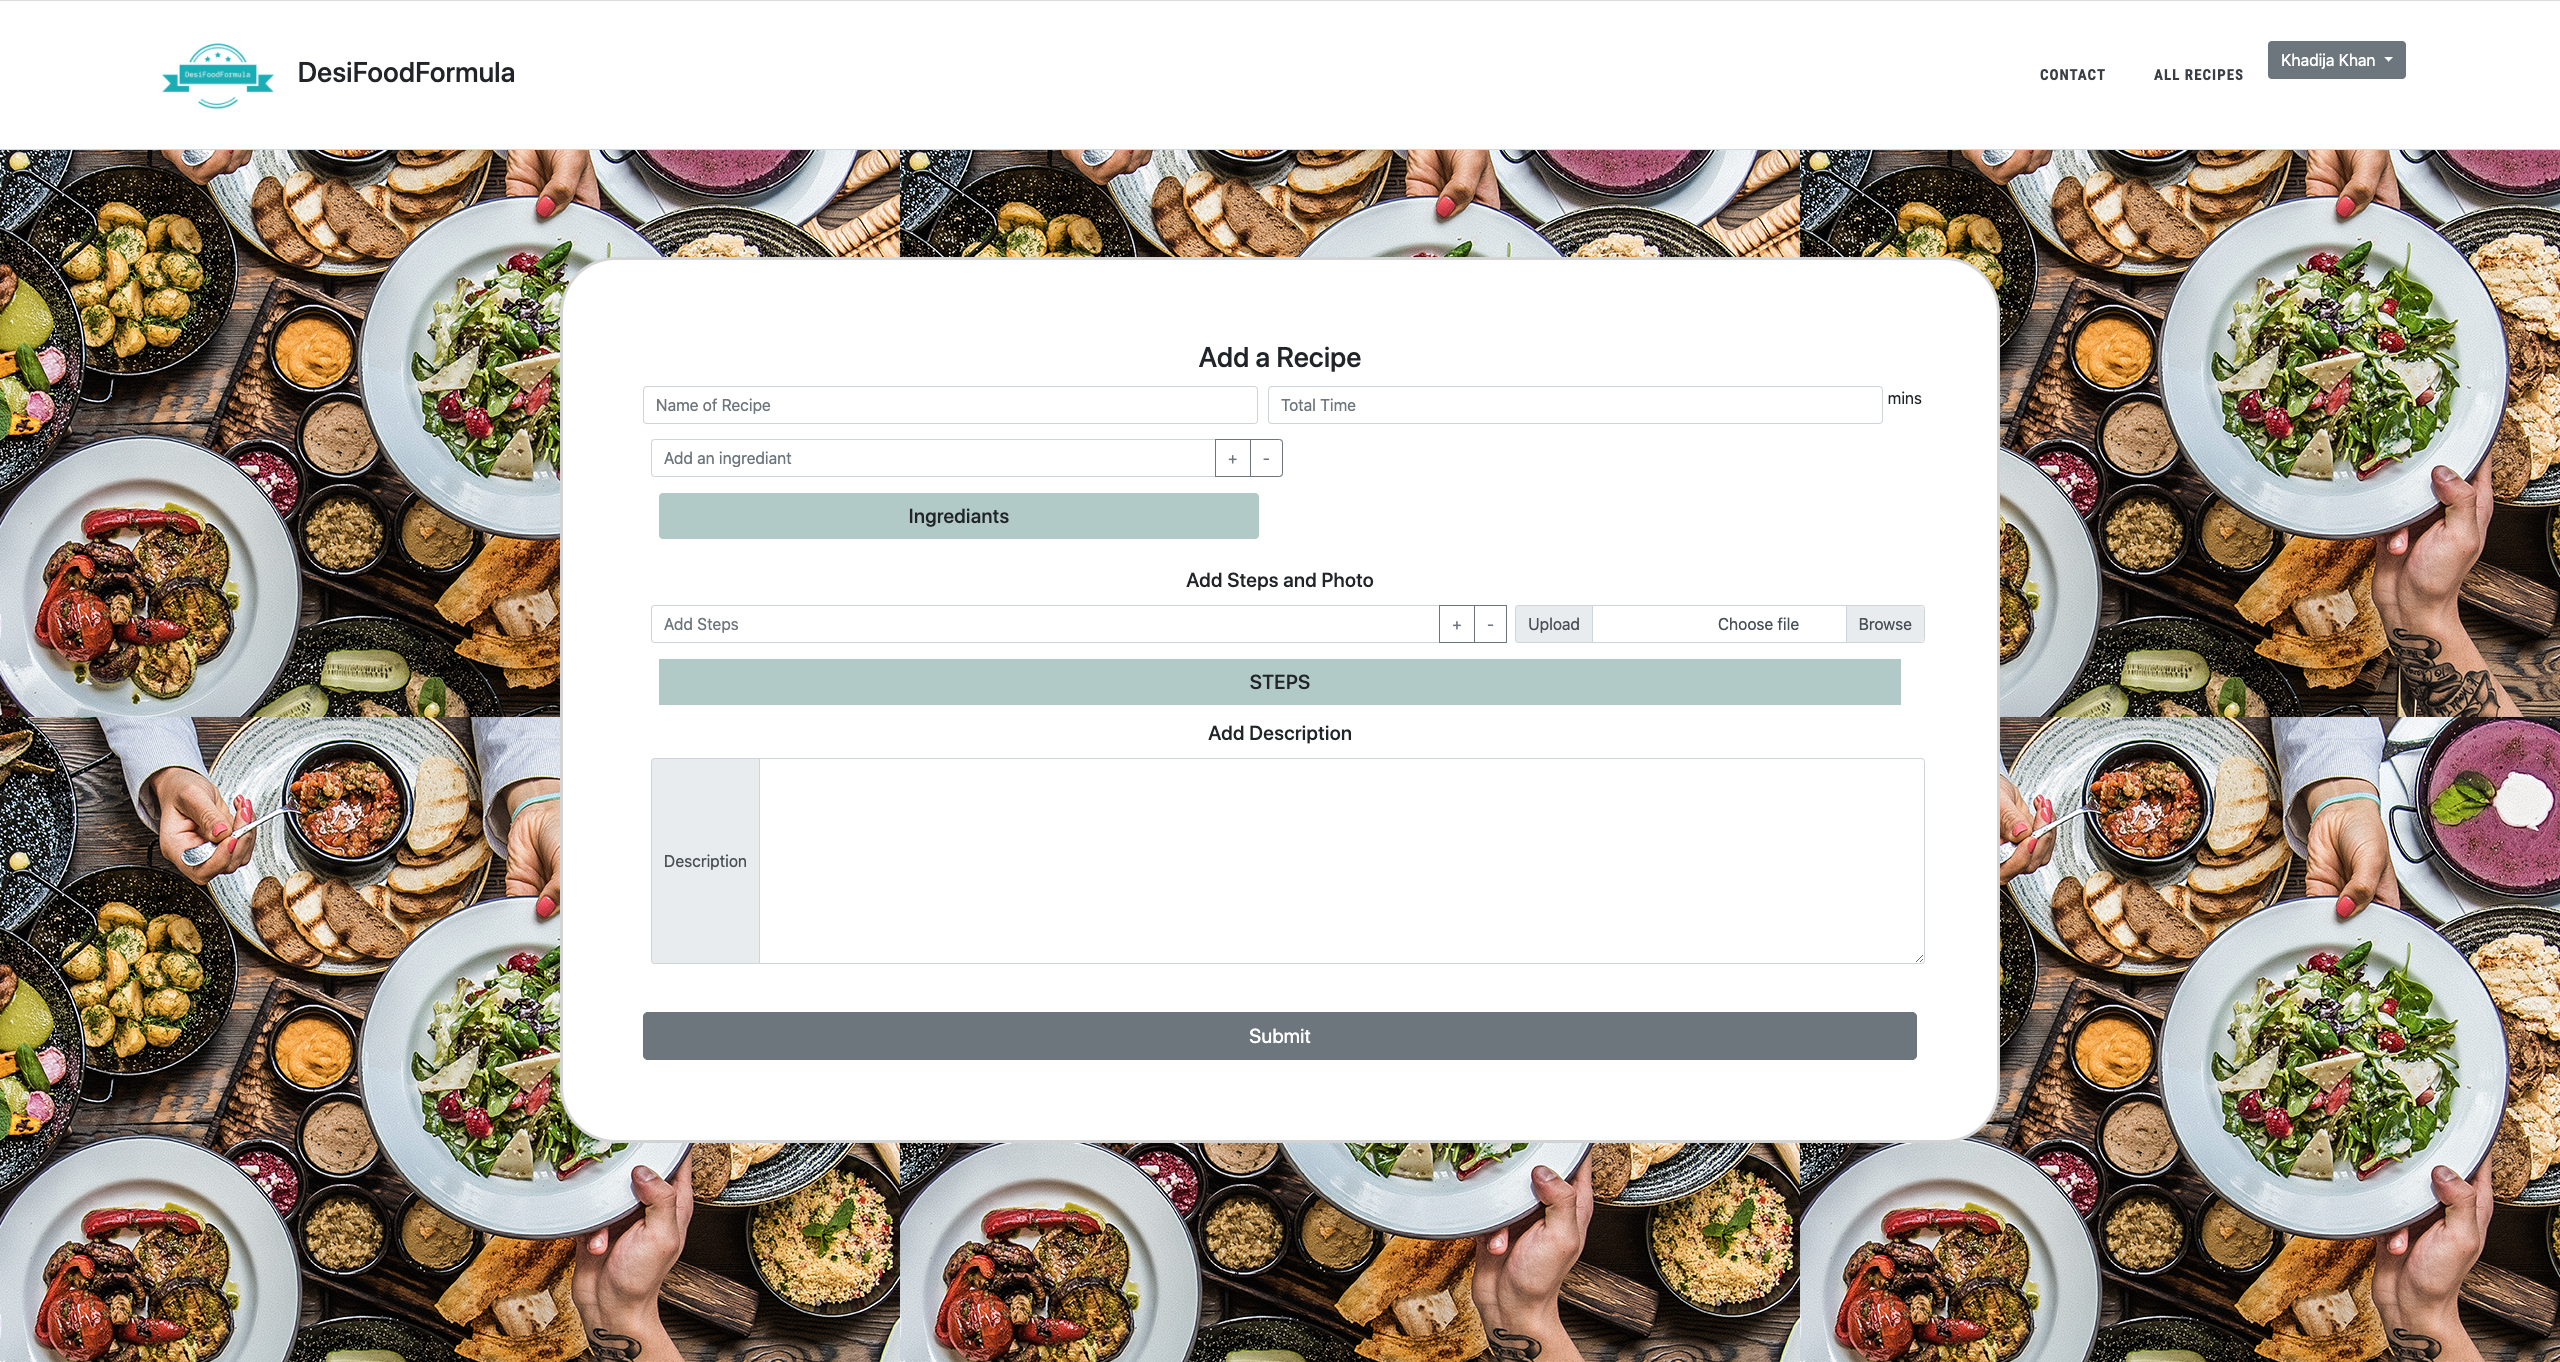 DesiFoodFormula
DesiFoodFormula
CONTACT
ALL RECIPES
Khadija Khan
Add a Recipe
Name of Recipe
Total Time
mins
Add an ingrediant
+
-
Ingrediants
Add Steps and Photo
Add Steps
+
-
Upload
Choose file
Browse
STEPS
Add Description
Description
Submit